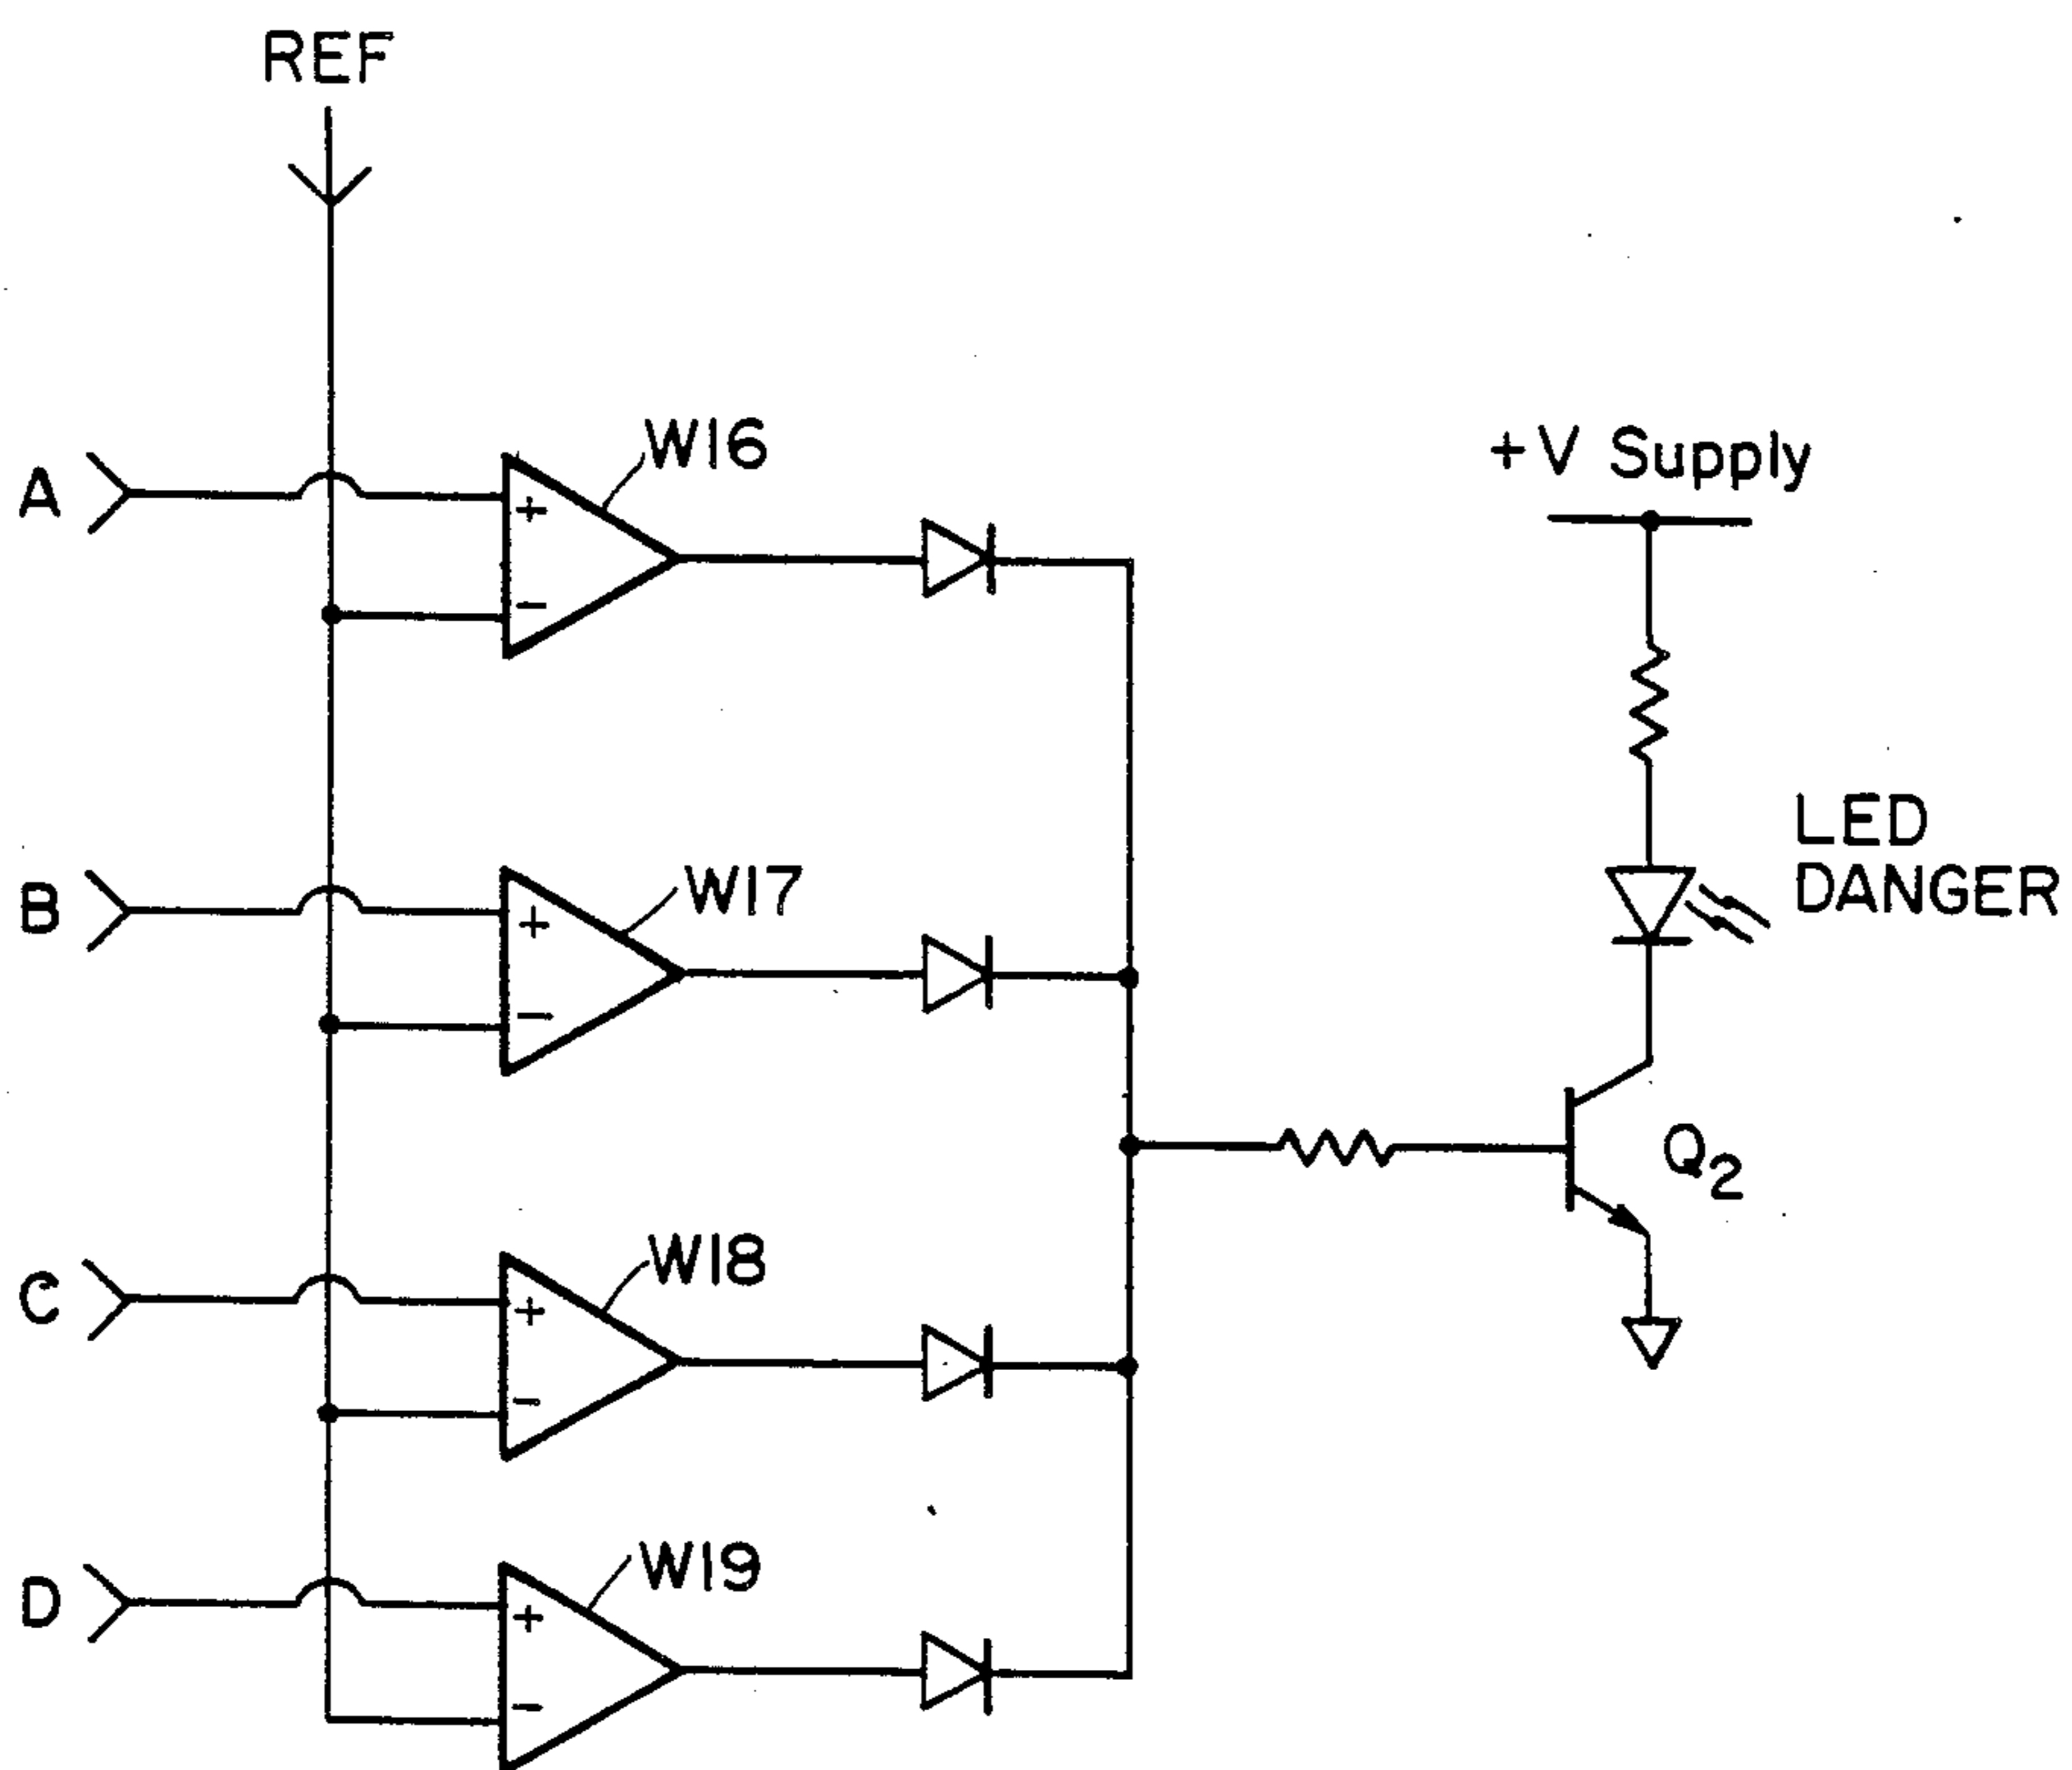 REF
A
+
-
W16
+V Supply
B
+
-
W17
LED
DANGER
C
+
-
W18
Q2
D
+
-
W19